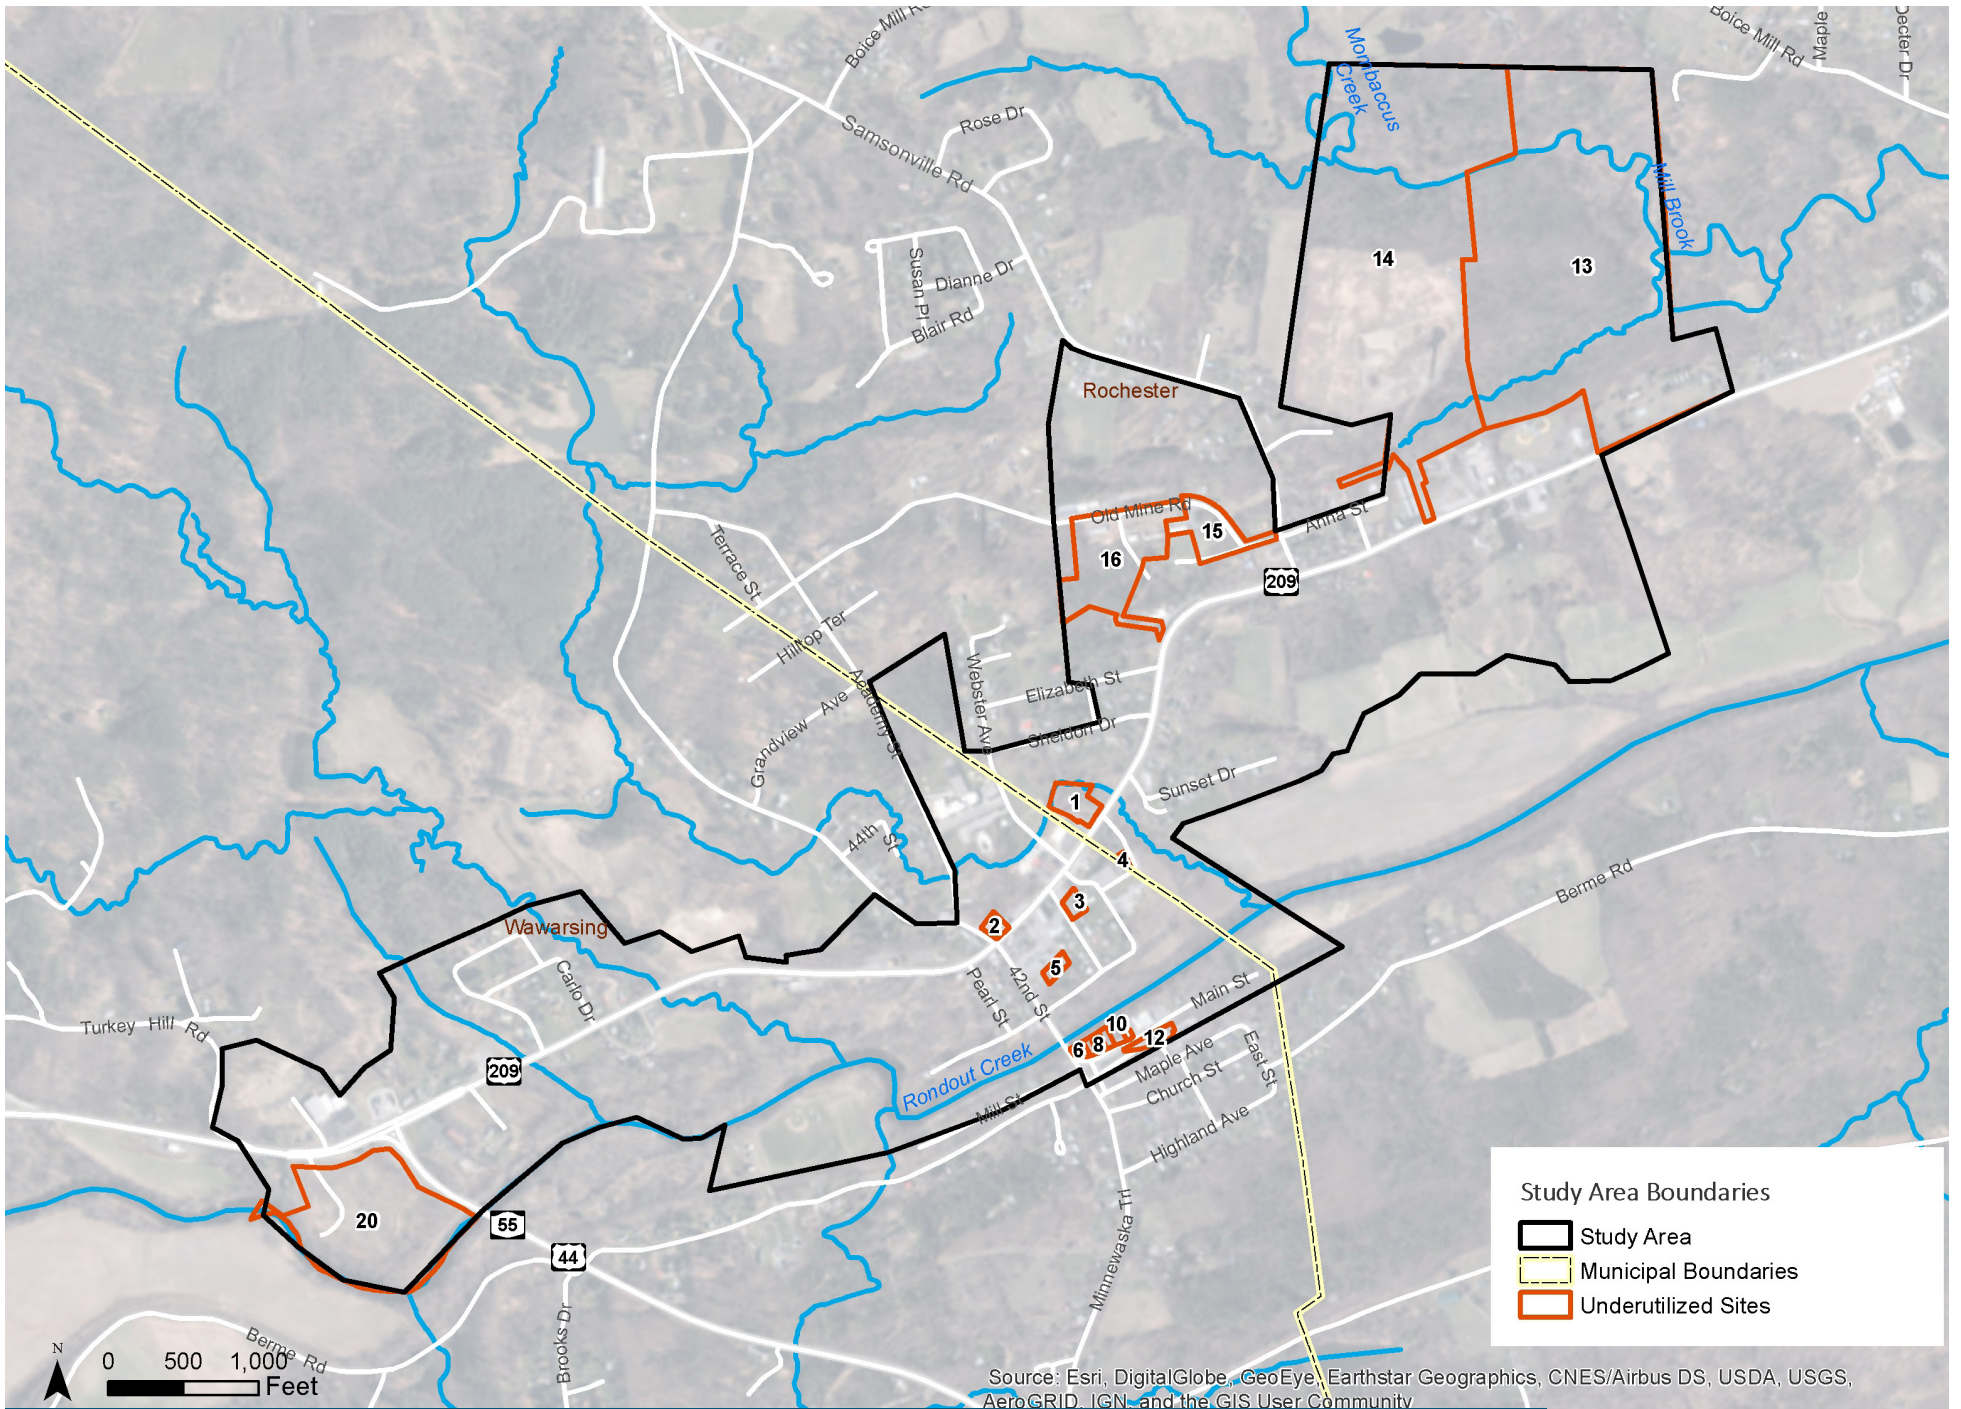 Boice Mill Rd
Mombaccus
Creek
Boice Mill Rd
Maple
Decter Dr
Rose Dr
Samsonville Rd
Mill Brook
Susan Pl
Dianne Dr
Blair Rd
14
13
Rochester
Old Mine Rd
15
Anna St
16
209
Terrace St
Hilltop Ter
Academy St
Grandview Ave
Webster Ave
Elizabeth St
Sheldon Dr
Sunset Dr
1
44th St
4
Berme Rd
3
2
Wawarsing
5
Carlo Dr
Pearl St
42nd St
Main St
Turkey Hill Rd
10
12
6
8
Maple Ave
East St
Church St
209
Rondout Creek
Mill St
Highland Ave
20
55
44
Minnewaska Trl
Study Area Boundaries
Study Area
Municipal Boundaries
Underutilized Sites
Brooks Dr
Berme Rd
N
0 500 1,000
Feet
Source: Esri, DigitalGlobe, GeoEye, Earthstar Geographics, CNES/Airbus DS, USDA, USGS,
AeroGRID, IGN, and the GIS User Community